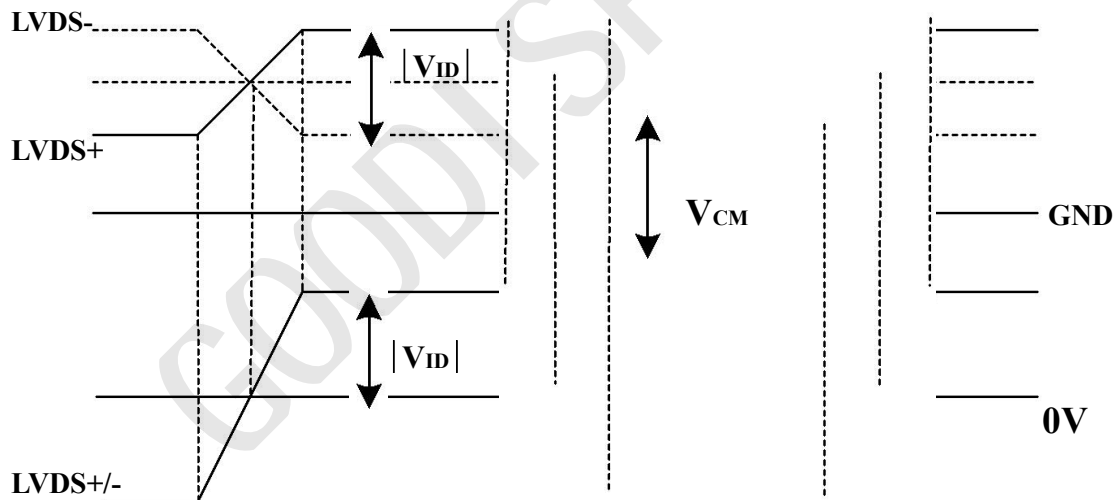 LVDS-
|VID|
LVDS+
VCM
GND
|VID|
0V
LVDS+/-
GOODISP